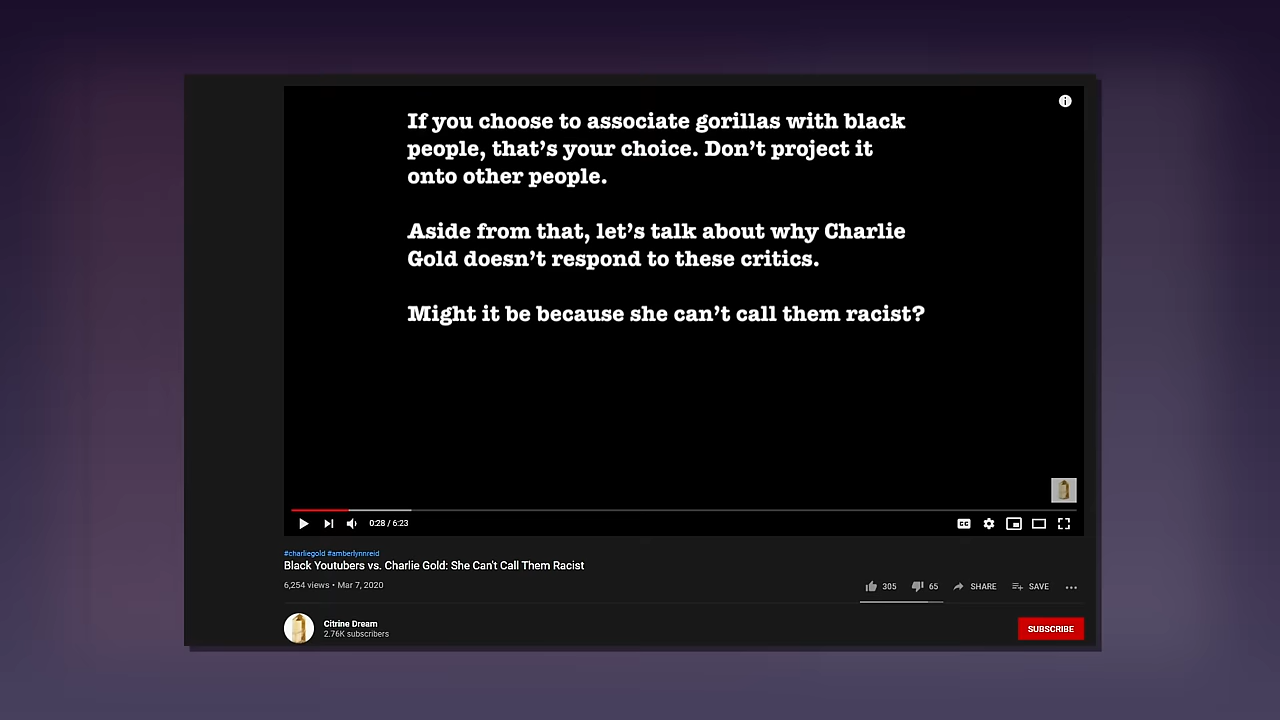 If you choose to associate gorillas with black
people, that's your choice. Don't project it
onto other people.
Aside from that, let's talk about why Charlie
Gold doesn't respond to these critics.
Might it be because she can't call them racist?
0:28 / 6:23
#charliegold #amberlynnreid
Black Youtubers vs. Charlie Gold: She Can't Call Them Racist
6,254 views • Mar 7, 2020
305
65
SHARE
SAVE
Citrine Dream
2.76K subscribers
SUBSCRIBE